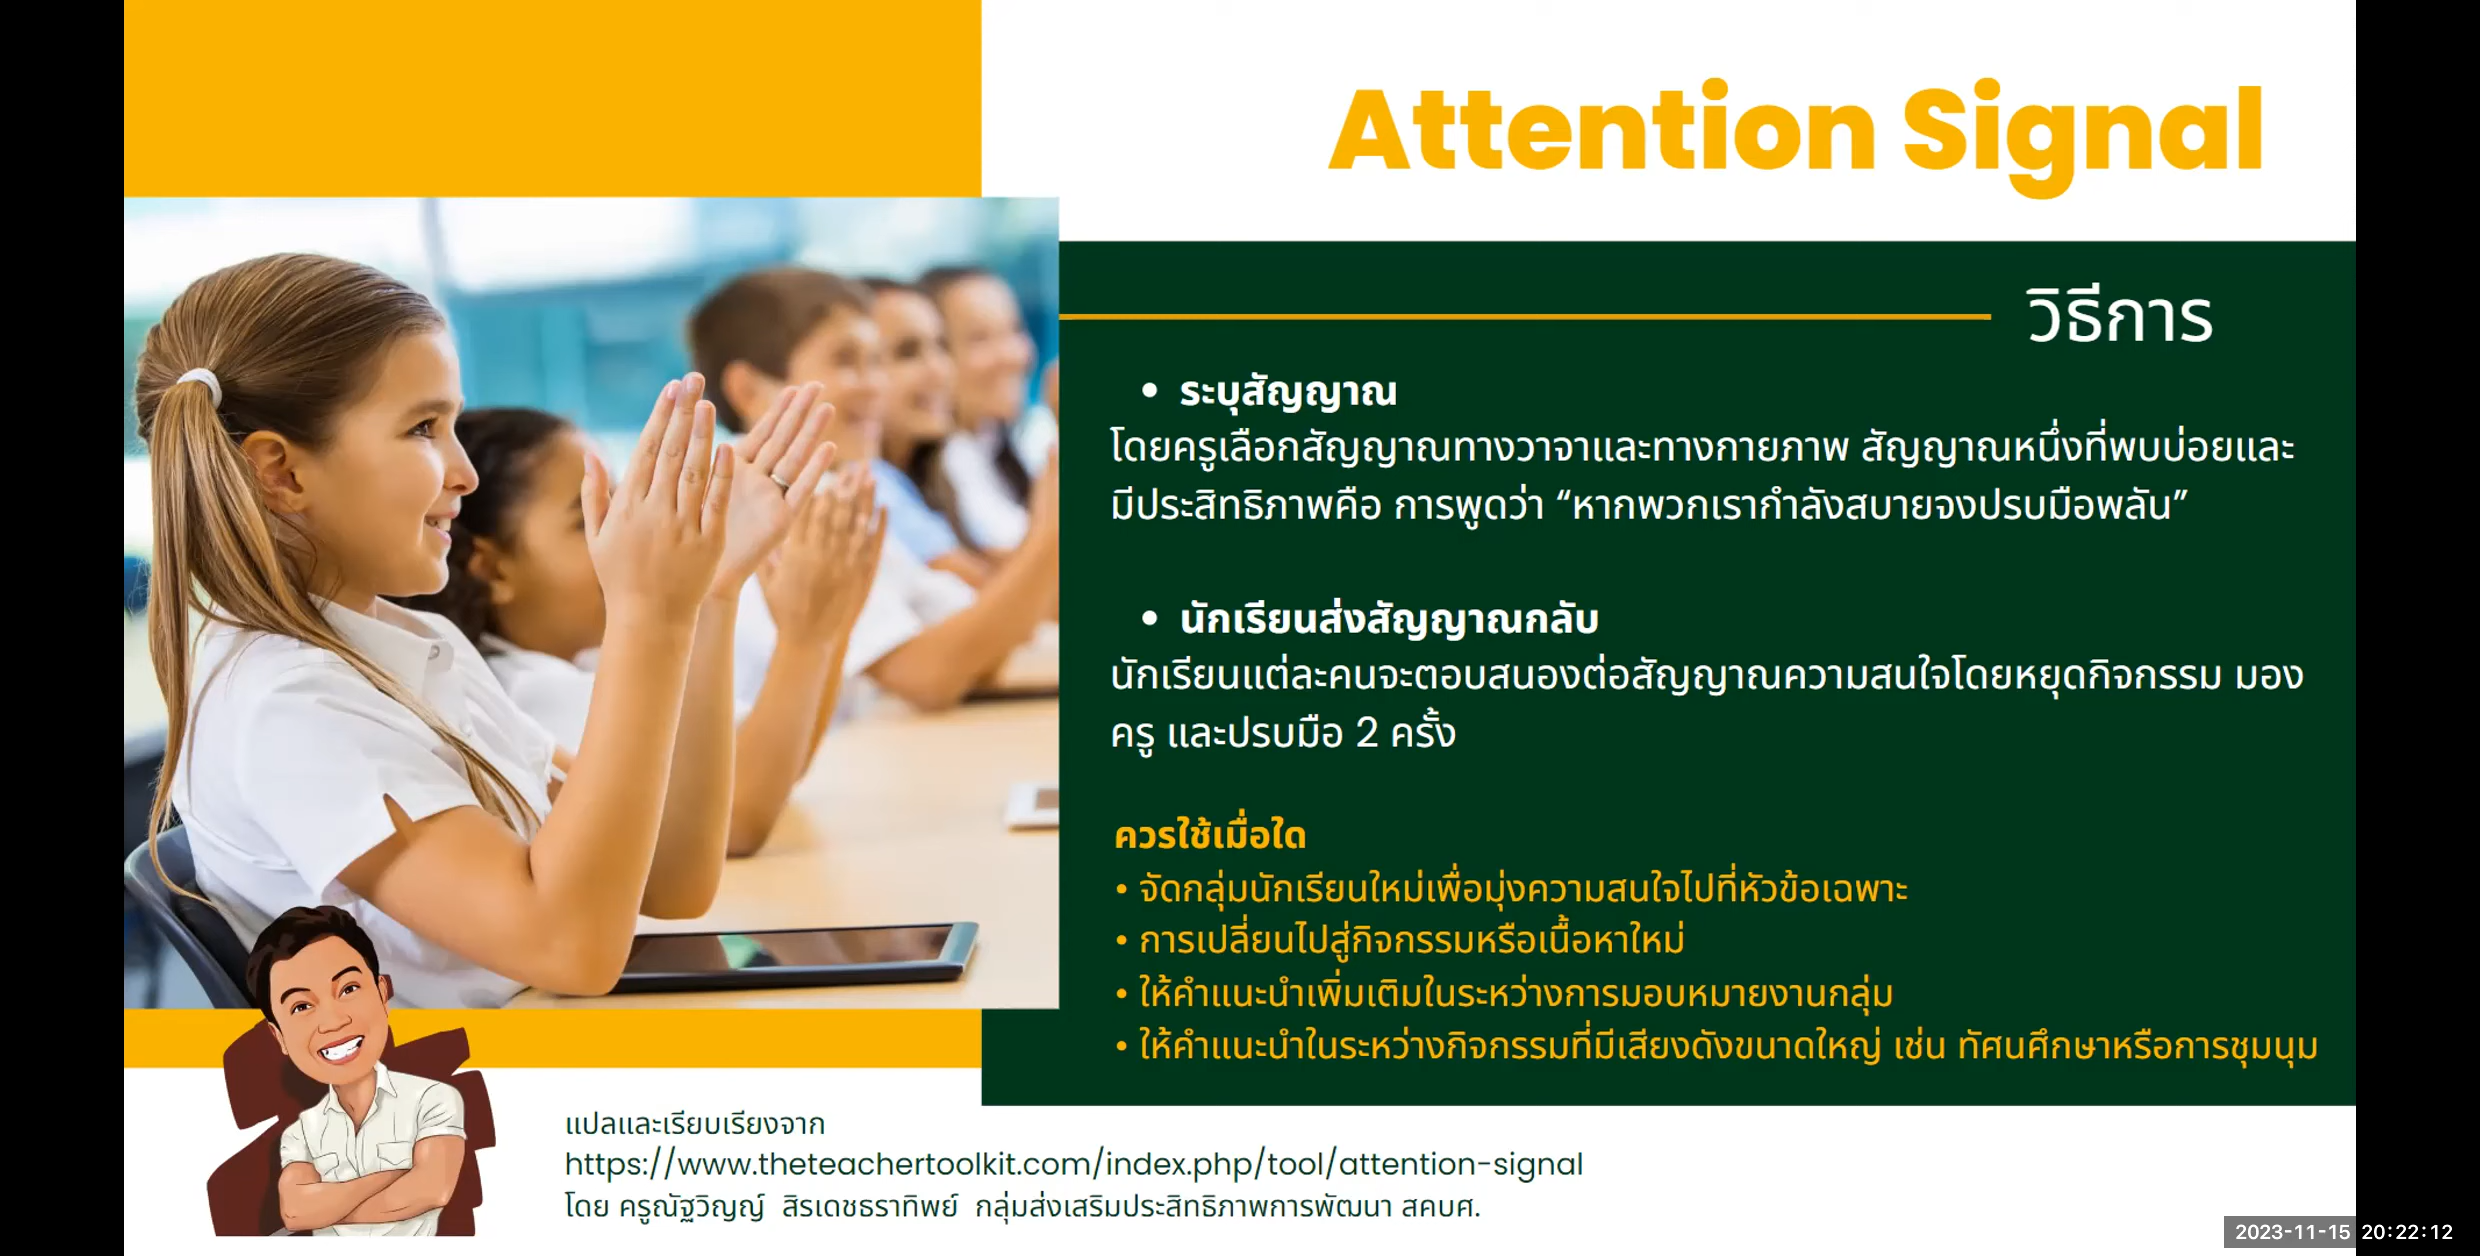 Attention Signal
วิธีการ
• ระบุสัญญาณ
โดยครูเลือกสัญญาณทางวาจาและทางกายภาพ สัญญาณหนึ่งที่พบบ่อยและ
มีประสิทธิภาพคือ การพูดว่า “หากพวกเรากำลังสบายจงปรบมือพลัน”
• นักเรียนส่งสัญญาณกลับ
นักเรียนแต่ละคนจะตอบสนองต่อสัญญาณความสนใจโดยหยุดกิจกรรม มอง
ครู และปรบมือ 2 ครั้ง
ควรใช้เมื่อใด
• จัดกลุ่มนักเรียนใหม่เพื่อมุ่งความสนใจไปที่หัวข้อเฉพาะ
• การเปลี่ยนไปสู่กิจกรรมหรือเนื้อหาใหม่
• ให้คำแนะนำเพิ่มเติมในระหว่างการมอบหมายงานกลุ่ม
• ให้คำแนะนำในระหว่างกิจกรรมที่มีเสียงดังขนาดใหญ่ เช่น ทัศนศึกษาหรือการชุมนุม
แปลและเรียบเรียงจาก
https://www.theteachertoolkit.com/index.php/tool/attention-signal
โดย ครูณัฐวิญญ์ สิรเดชธราทิพย์ กลุ่มส่งเสริมประสิทธิภาพการพัฒนา สคบศ.
2023-11-15 20:22:12